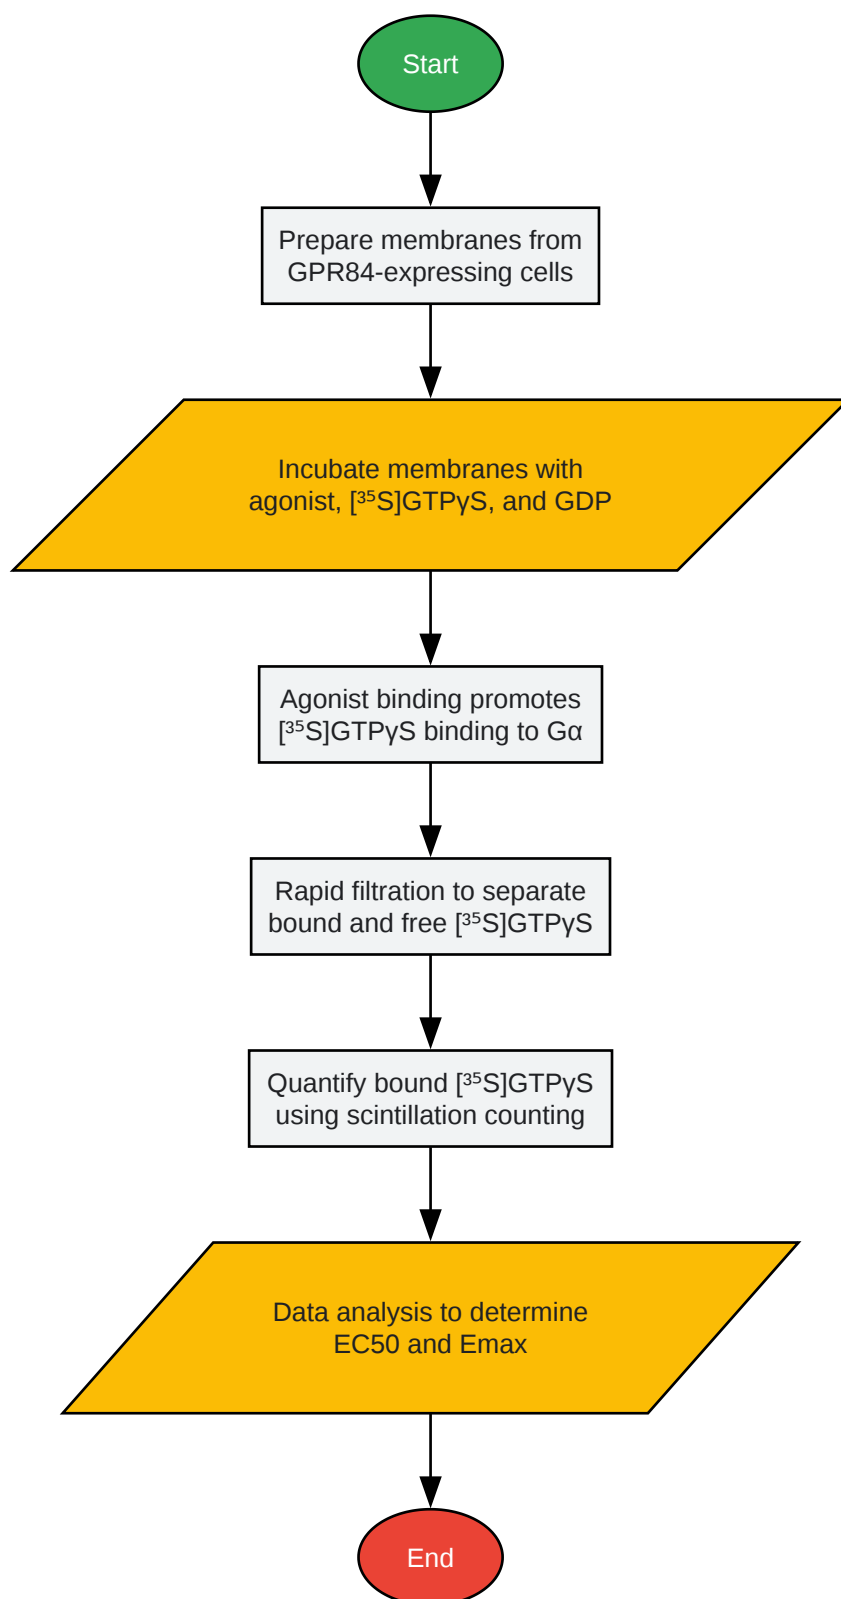 Start
Prepare membranes from
GPR84-expressing cells
Incubate membranes with
agonist, [³⁵S]GTPγS, and GDP
Agonist binding promotes
[³⁵S]GTPγS binding to Gα
Rapid filtration to separate
bound and free [³⁵S]GTPγS
Quantify bound [³⁵S]GTPγS
using scintillation counting
Data analysis to determine
EC50 and Emax
End